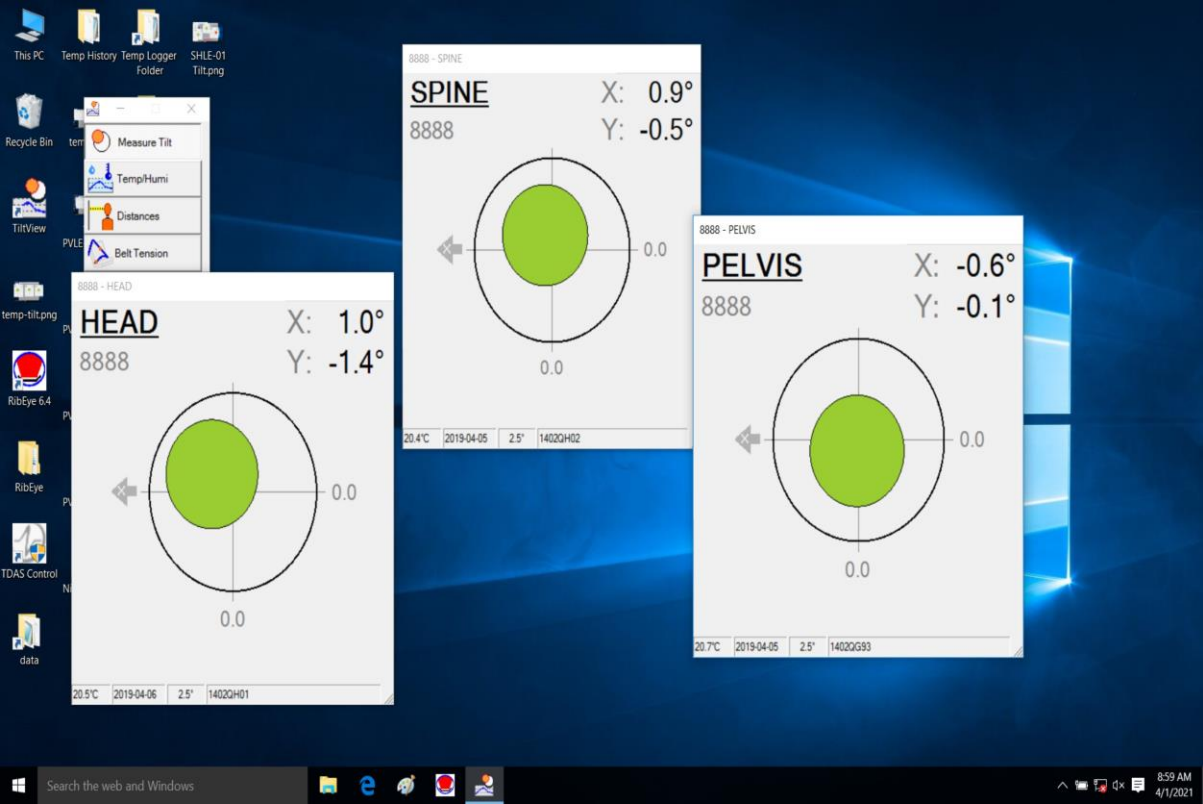 This PC
Temp History
Temp Logger
Folder
SHLE-01
Tilt.png
Recycle Bin
TiltView
temp-tilt.png
RibEye 6.4
RibEye
TDAS Control
data
Measure Tilt
Temp/Humi
Distances
Belt Tension
8888 - HEAD
HEAD
X: 1.0°
8888
Y: -1.4°
0.0
0.0
20.5°C 2019-04-06 2.5° 1402QH01
8888 - SPINE
SPINE
X: 0.9°
8888
Y: -0.5°
0.0
0.0
20.4°C 2019-04-05 2.5° 1402QH02
8888 - PELVIS
PELVIS
X: -0.6°
8888
Y: -0.1°
0.0
0.0
20.7°C 2019-04-05 2.5° 1402QG93
Search the web and Windows
8:59 AM
4/1/2021